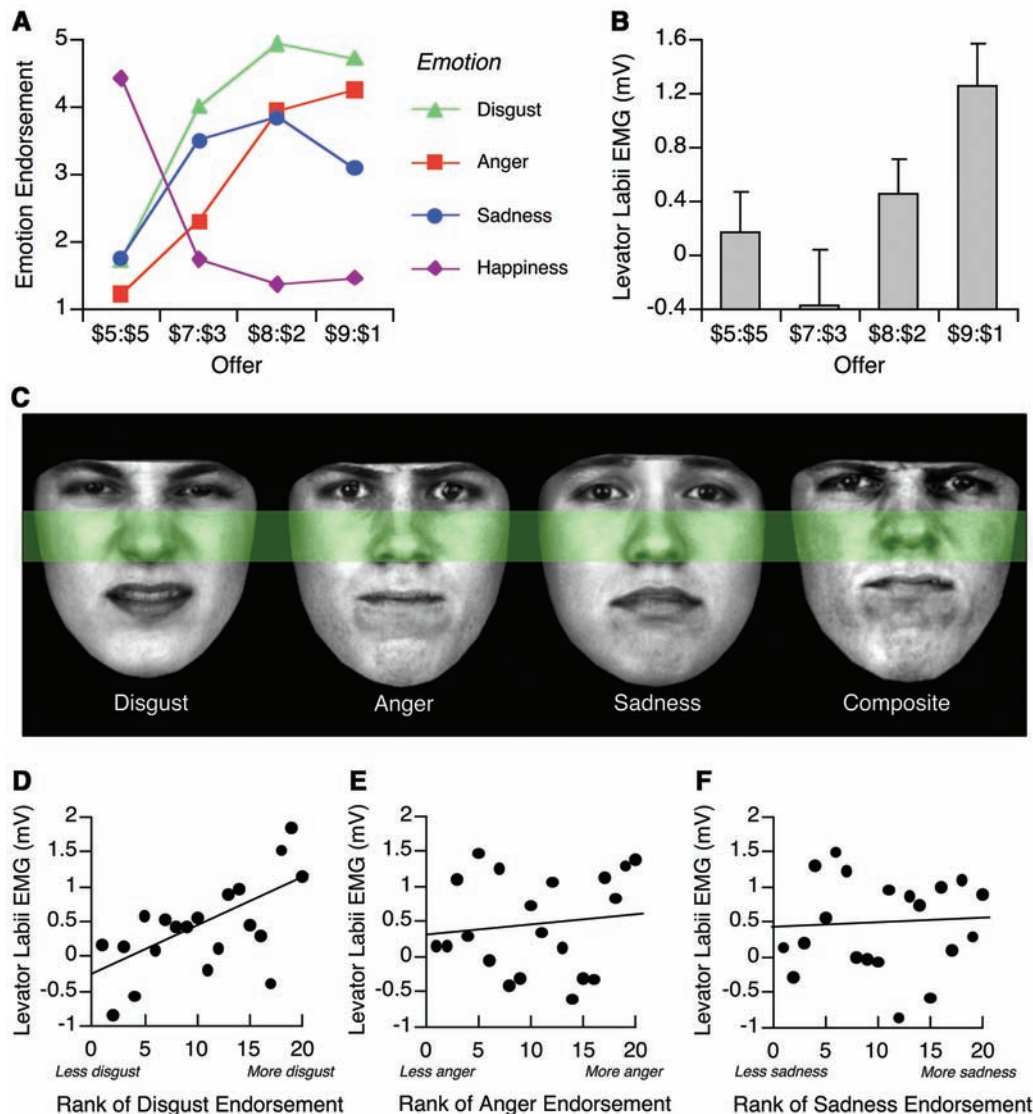 A
Emotion Endorsement
5
4
3
2
1
$5:$5 $7:$3 $8:$2 $9:$1
Offer
Emotion
Disgust
Anger
Sadness
Happiness
B
Levator Labii EMG (mV)
1.6
1.2
0.4
0
-0.4
$5:$5 $7:$3 $8:$2 $9:$1
Offer
C
Disgust Anger Sadness Composite
D
Levator Labii EMG (mV)
2
1.5
1
0.5
0
-0.5
-1
0 5 10 15 20
Less disgust More disgust
Rank of Disgust Endorsement
E
Levator Labii EMG (mV)
2
1.5
1
0.5
0
-0.5
-1
0 5 10 15 20
Less anger More anger
Rank of Anger Endorsement
F
Levator Labii EMG (mV)
2
1.5
1
0.5
0
-0.5
-1
0 5 10 15 20
Less sadness More sadness
Rank of Sadness Endorsement